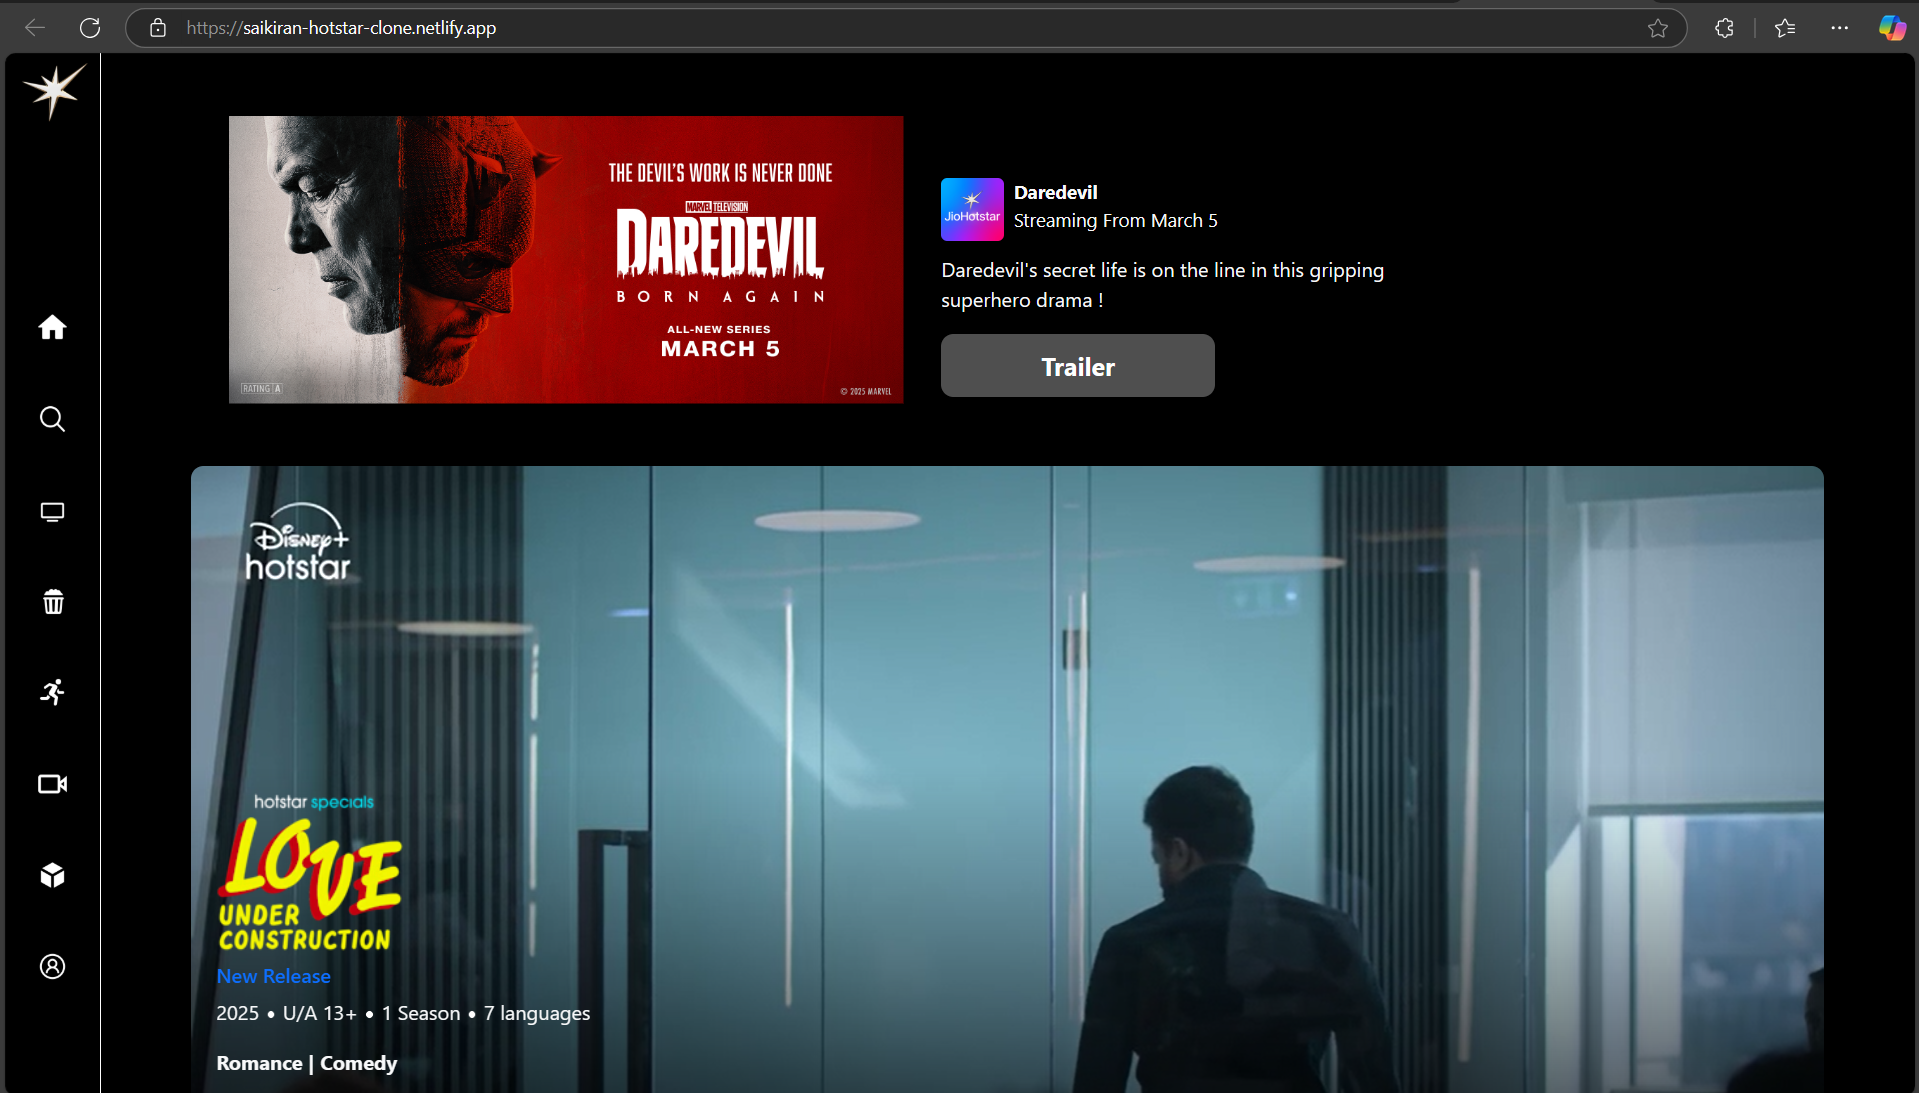 https://saikiran-hotstar-clone.netlify.app
THE DEVIL'S WORK IS NEVER DONE
MARVEL TELEVISION
DAREDEVIL
BORN AGAIN
ALL-NEW SERIES
MARCH 5
RATING A
© 2025 MARVEL
JioHotstar
Daredevil
Streaming From March 5
Daredevil's secret life is on the line in this gripping
superhero drama !
Trailer
Disney+
hotstar
hotstar specials
LOVE
UNDER
CONSTRUCTION
New Release
2025 • U/A 13+ • 1 Season • 7 languages
Romance | Comedy